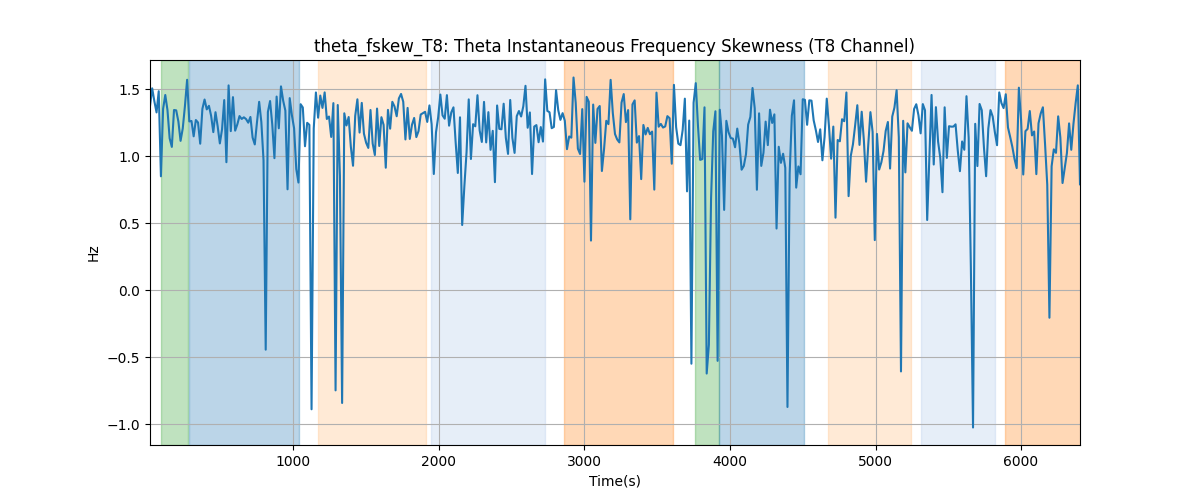 theta_fskew_T8: Theta Instantaneous Frequency Skewness (T8 Channel)
Hz
1.5
1.0
0.5
0.0
−0.5
−1.0
1000 2000 3000 4000 5000 6000
Time(s)